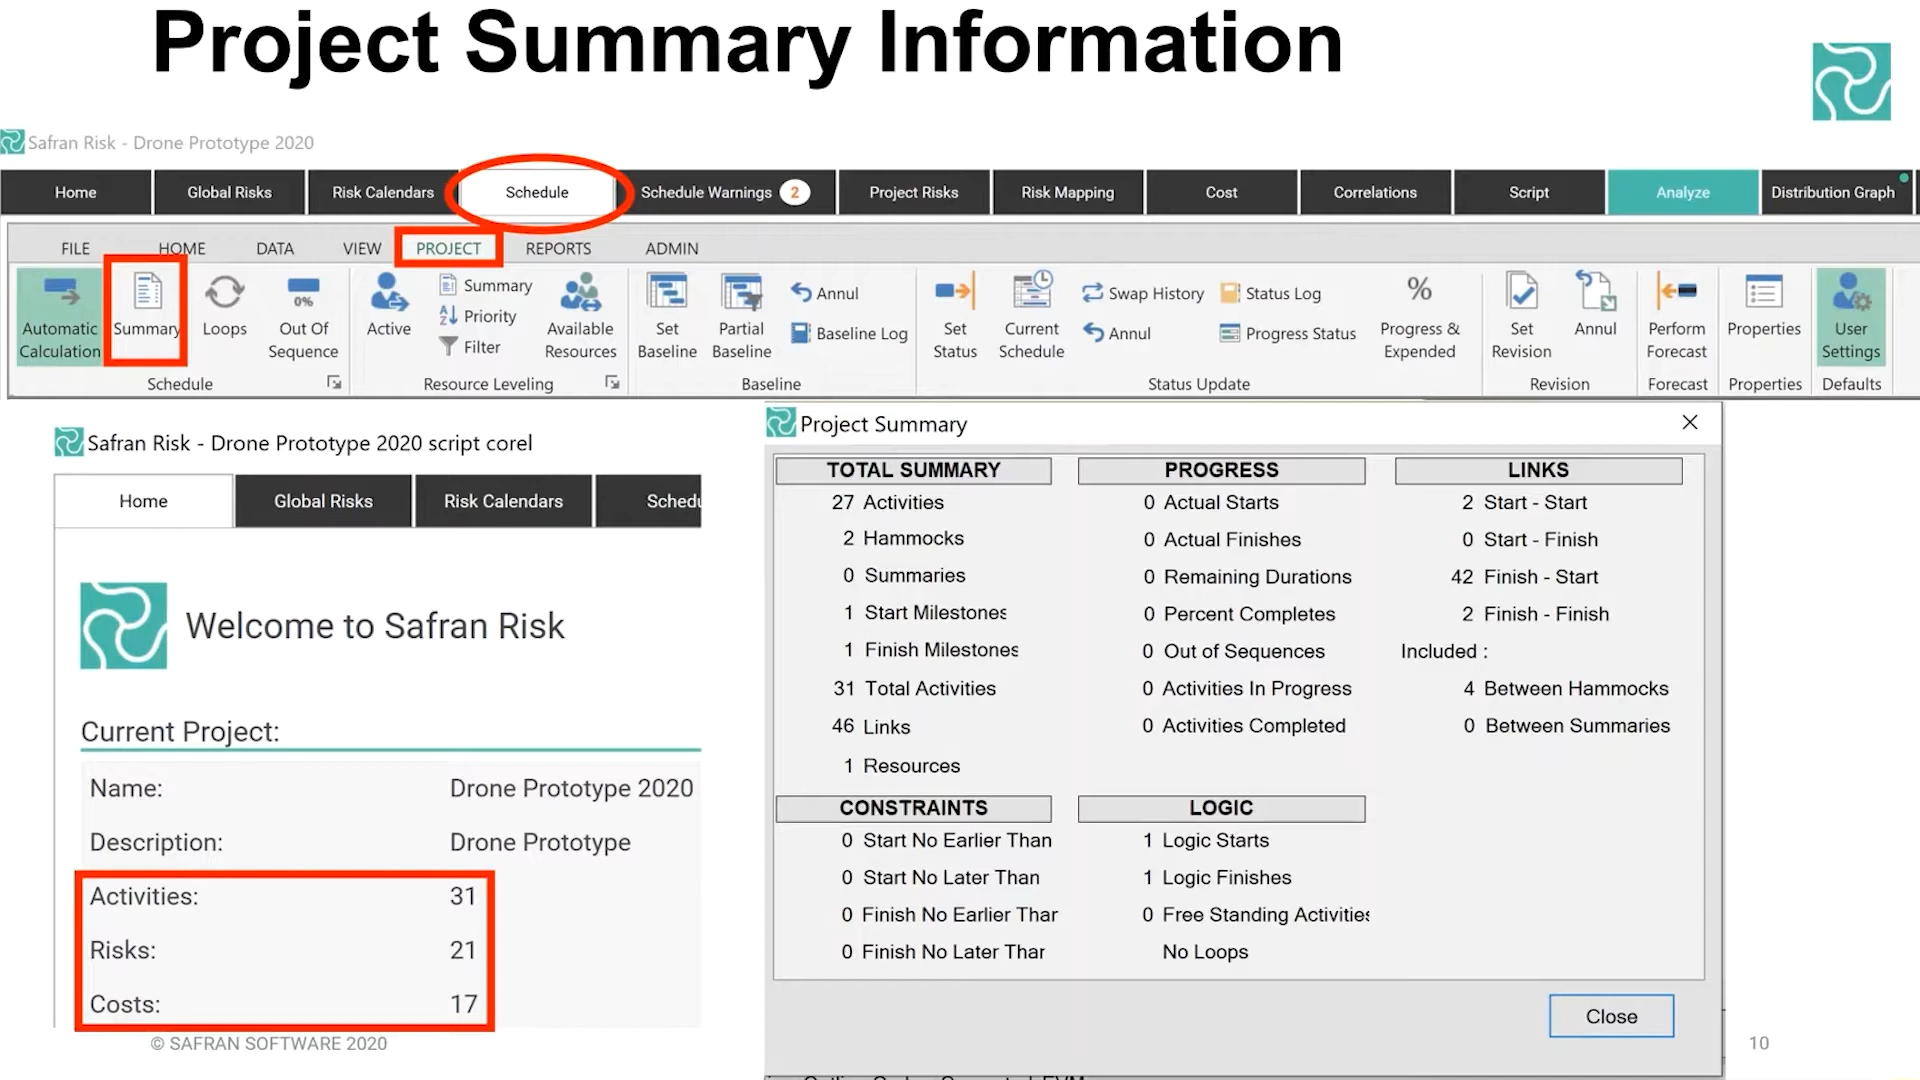 Project Summary Information
Safran Risk - Drone Prototype 2020
Home
Global Risks
Risk Calendars
Schedule
Schedule Warnings 2
Project Risks
Risk Mapping
Cost
Correlations
Script
Analyze
Distribution Graph
FILE
HOME
DATA
VIEW
PROJECT
REPORTS
ADMIN
Automatic
Calculation
Summary
Loops
0%
Out Of
Sequence
Schedule
Active
Summary
Priority
Filter
Available
Resources
Resource Leveling
Set
Baseline
Partial
Baseline
Annul
Baseline Log
Baseline
Set
Status
Current
Schedule
Swap History
Annul
Status Log
Progress Status
%
Progress &
Expended
Status Update
Set
Revision
Annul
Revision
Perform
Forecast
Forecast
Properties
Properties
User
Settings
Defaults
Safran Risk - Drone Prototype 2020 script corel
Home
Global Risks
Risk Calendars
Schedu
Welcome to Safran Risk
Current Project:
Name: Drone Prototype 2020
Description: Drone Prototype
Activities: 31
Risks: 21
Costs: 17
Project Summary
TOTAL SUMMARY
27 Activities
2 Hammocks
0 Summaries
1 Start Milestones
1 Finish Milestones
31 Total Activities
46 Links
1 Resources
PROGRESS
0 Actual Starts
0 Actual Finishes
0 Remaining Durations
0 Percent Completes
0 Out of Sequences
0 Activities In Progress
0 Activities Completed
LINKS
2 Start - Start
0 Start - Finish
42 Finish - Start
2 Finish - Finish
Included :
4 Between Hammocks
0 Between Summaries
CONSTRAINTS
0 Start No Earlier Than
0 Start No Later Than
0 Finish No Earlier Thar
0 Finish No Later Thar
LOGIC
1 Logic Starts
1 Logic Finishes
0 Free Standing Activities
No Loops
Close
© SAFRAN SOFTWARE 2020
10